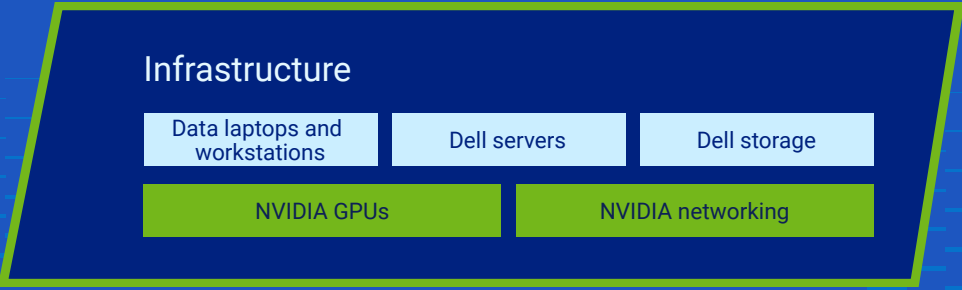 Infrastructure
Data laptops and
workstations
Dell servers
Dell storage
NVIDIA GPUs
NVIDIA networking